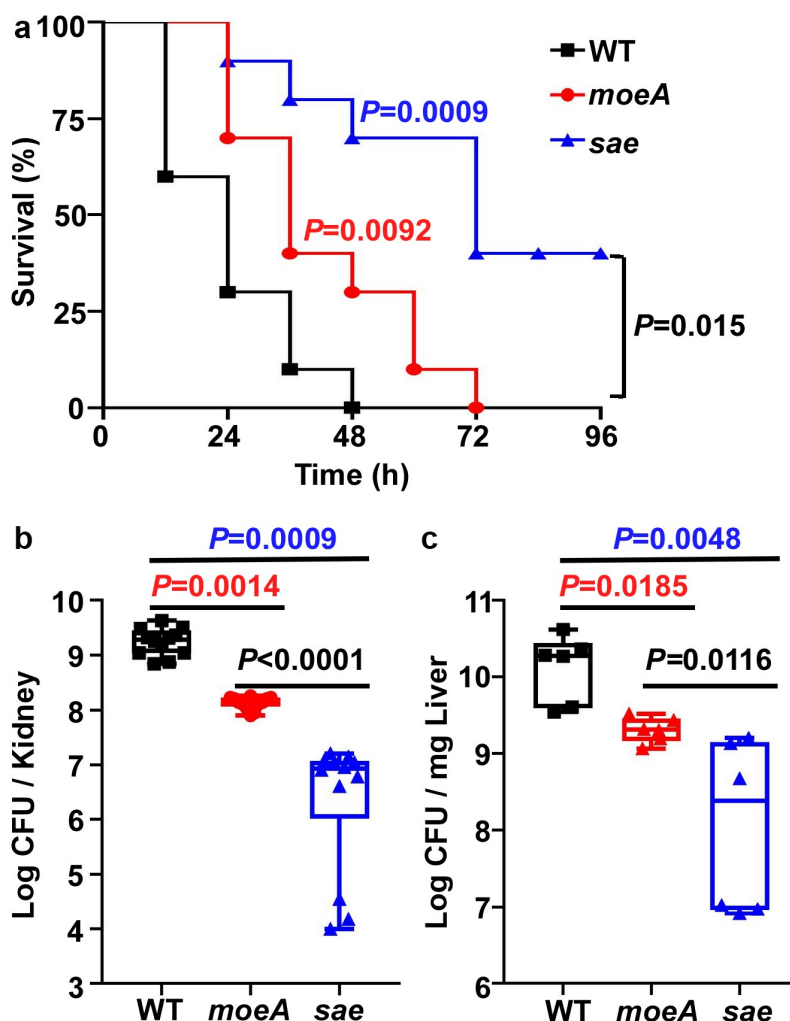 a
100
75
50
25
0
Survival (%)
WT
moeA
sae
P=0.0009
P=0.0092
P=0.015
0 24 48 72 96
Time (h)
b
P=0.0009
P=0.0014
P<0.0001
10
9
8
7
6
5
4
3
Log CFU / Kidney
WT moeA sae
c
P=0.0048
P=0.0185
P=0.0116
11
10
9
8
7
6
Log CFU / mg Liver
WT moeA sae